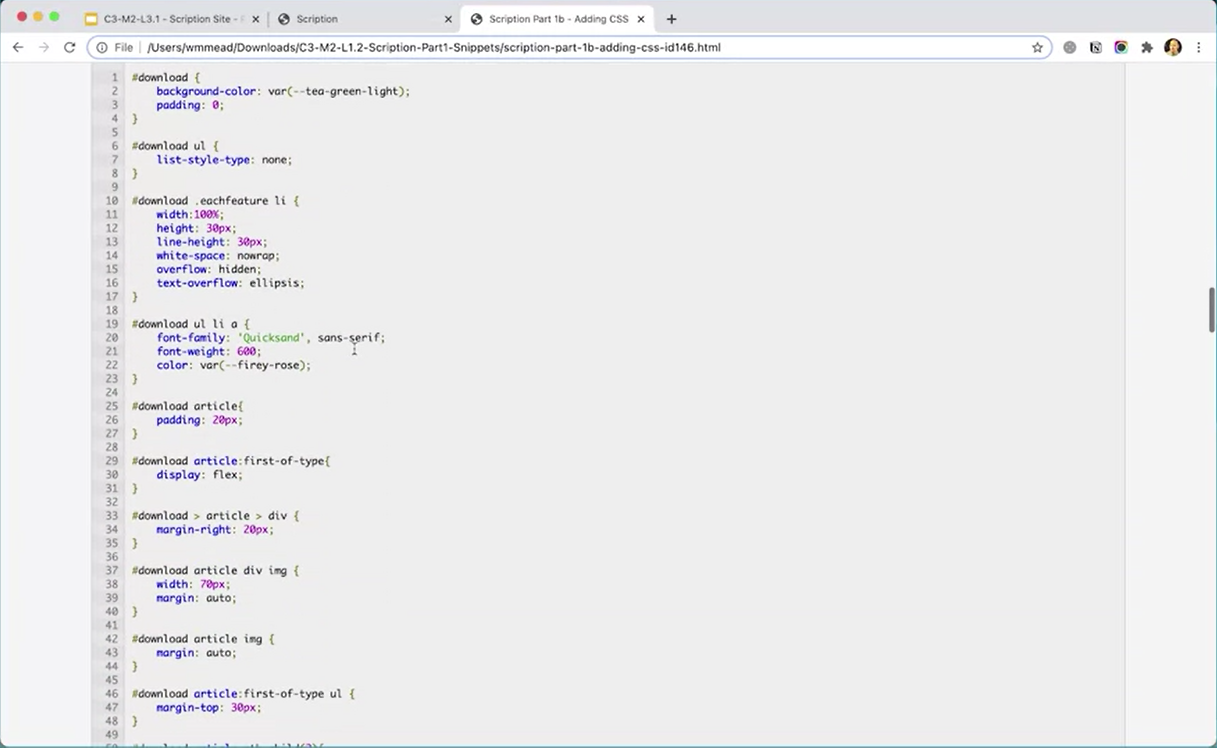 C3-M2-L3.1 - Scription Site -
Scription
Scription Part 1b - Adding CSS
File
/Users/wmmead/Downloads/C3-M2-L1.2-Scription-Part1-Snippets/scription-part-1b-adding-css-id146.html
1 #download {
2 background-color: var(--tea-green-light);
3 padding: 0;
4 }
5
6 #download ul {
7 list-style-type: none;
8 }
9
10 #download .eachfeature li {
11 width:100%;
12 height: 30px;
13 line-height: 30px;
14 white-space: nowrap;
15 overflow: hidden;
16 text-overflow: ellipsis;
17 }
18
19 #download ul li a {
20 font-family: 'Quicksand', sans-serif;
21 font-weight: 600;
22 color: var(--firey-rose);
23 }
24
25 #download article{
26 padding: 20px;
27 }
28
29 #download article:first-of-type{
30 display: flex;
31 }
32
33 #download > article > div {
34 margin-right: 20px;
35 }
36
37 #download article div img {
38 width: 70px;
39 margin: auto;
40 }
41
42 #download article img {
43 margin: auto;
44 }
45
46 #download article:first-of-type ul {
47 margin-top: 30px;
48 }
49